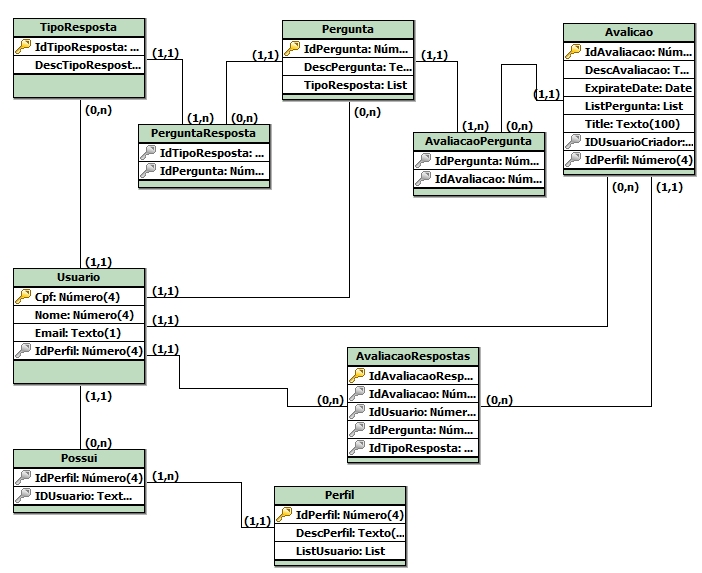 TipoResposta
IdTipoResposta: ...
DescTipoRespost...
(1,1)
(0,n)
Pergunta
IdPergunta: Núm...
DescPergunta: Te...
TipoResposta: List
(1,1)
(1,1)
(0,n)
Avalicao
IdAvaliacao: Núm...
DescAvaliacao: T...
ExpirateDate: Date
ListPergunta: List
Title: Texto(100)
IDUsuarioCriador:...
IdPerfil: Número(4)
(1,1)
(0,n)
(1,1)
(1,n)
(0,n)
PerguntaResposta
IdTipoResposta: ...
IdPergunta: Núm...
(1,n)
(0,n)
AvaliacaoPergunta
IdPergunta: Núm...
IdAvaliacao: Núm...
(1,1)
Usuario
Cpf: Número(4)
Nome: Número(4)
Email: Texto(1)
IdPerfil: Número(4)
(1,1)
(1,1)
(1,1)
(1,1)
AvaliacaoRespostas
IdAvaliacaoResp...
IdAvaliacao: Núm...
IdUsuario: Númer...
IdPergunta: Núm...
IdTipoResposta: ...
(0,n)
(0,n)
(0,n)
Possui
IdPerfil: Número(4)
IDUsuario: Text...
(1,n)
(1,1)
Perfil
IdPerfil: Número(4)
DescPerfil: Texto(...
ListUsuario: List